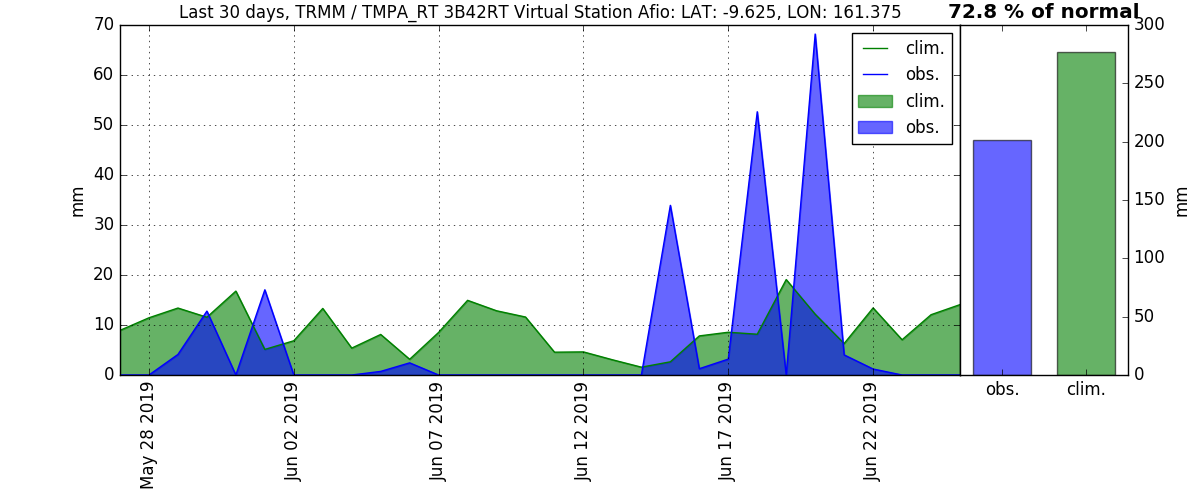 Last 30 days, TRMM / TMPA_RT 3B42RT Virtual Station Afio: LAT: -9.625, LON: 161.375
72.8 % of normal
70
60
50
40
30
20
10
0
mm
clim.
obs.
clim.
obs.
May 28 2019
Jun 02 2019
Jun 07 2019
Jun 12 2019
Jun 17 2019
Jun 22 2019
300
250
200
150
100
50
0
mm
obs.
clim.